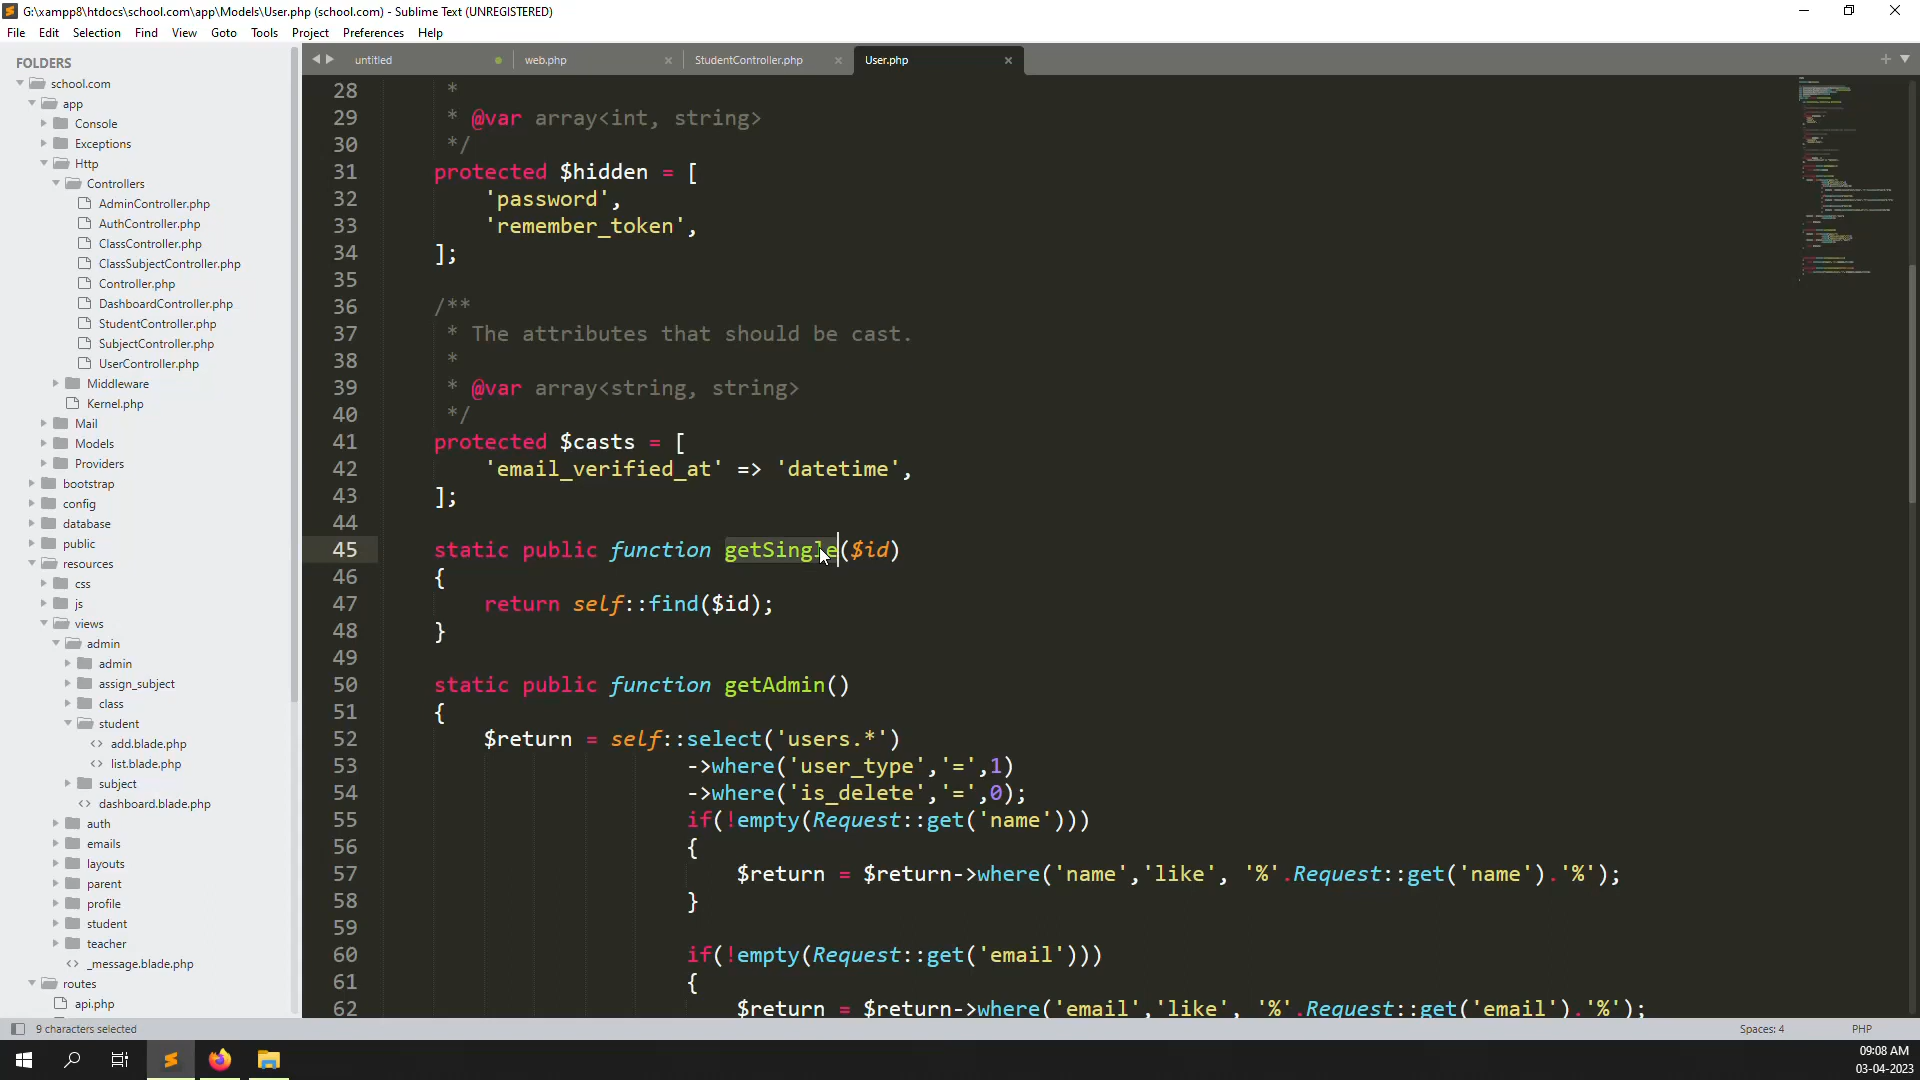 G:\xampp8\htdocs\school.com\app\Models\User.php (school.com) - Sublime Text (UNREGISTERED)
File Edit Selection Find View Goto Tools Project Preferences Help
FOLDERS
school.com
app
Console
Exceptions
Http
Controllers
AdminController.php
AuthController.php
ClassController.php
ClassSubjectController.php
Controller.php
DashboardController.php
StudentController.php
SubjectController.php
UserController.php
Middleware
Kernel.php
Mail
Models
Providers
bootstrap
config
database
public
resources
css
js
views
admin
admin
assign_subject
class
student
add.blade.php
list.blade.php
subject
dashboard.blade.php
auth
emails
layouts
parent
profile
student
teacher
_message.blade.php
routes
api.php
untitled web.php StudentController.php User.php
28 *
29 * @var array<int, string>
30 */
31 protected $hidden = [
32 'password',
33 'remember_token',
34 ];
35
36 /**
37 * The attributes that should be cast.
38 *
39 * @var array<string, string>
40 */
41 protected $casts = [
42 'email_verified_at' => 'datetime',
43 ];
44
45 static public function getSingle($id)
46 {
47 return self::find($id);
48 }
49
50 static public function getAdmin()
51 {
52 $return = self::select('users.*')
53 ->where('user_type','=',1)
54 ->where('is_delete','=',0);
55 if(!empty(Request::get('name')))
56 {
57 $return = $return->where('name','like', '%'.Request::get('name').'%');
58 }
59
60 if(!empty(Request::get('email')))
61 {
62 $return = $return->where('email','like', '%'.Request::get('email').'%');
9 characters selected Spaces: 4 PHP
09:08 AM
03-04-2023